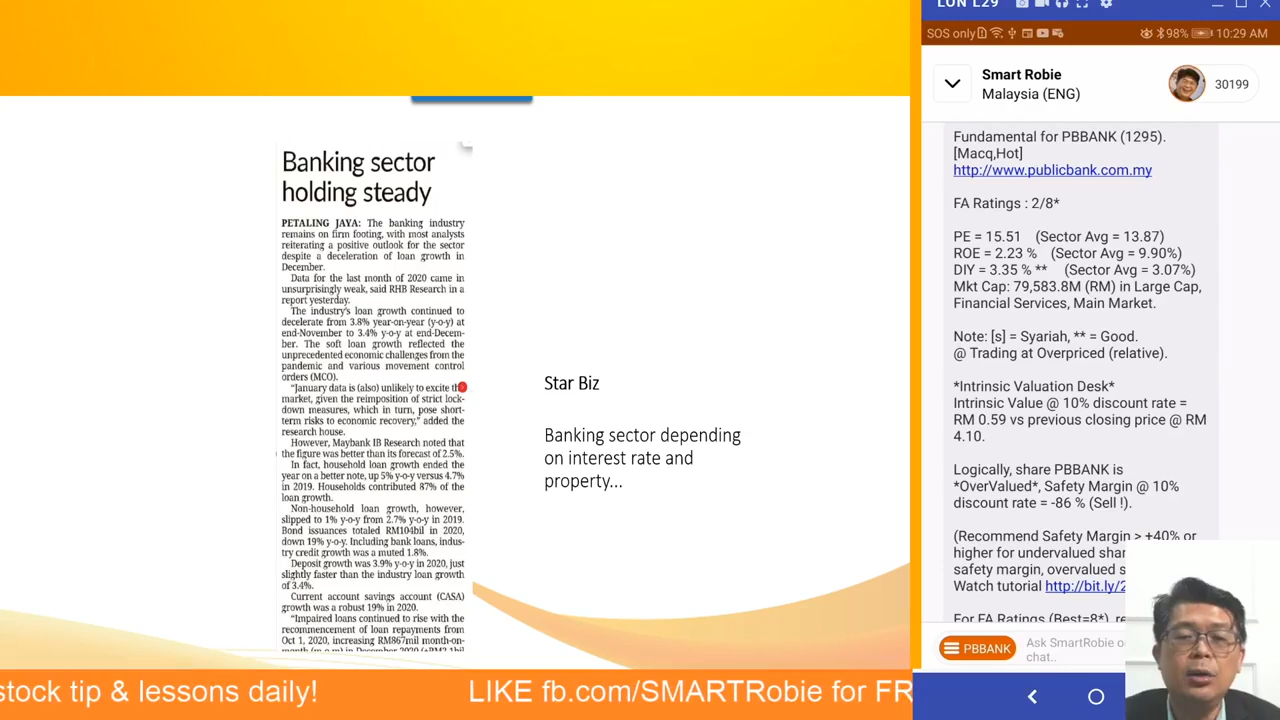 Banking sector
holding steady
PETALING JAYA: The banking industry
remains on firm footing, with most analysts
reiterating a positive outlook for the sector
despite a deceleration of loan growth in
December.
Data for the last month of 2020 came in
unsurprisingly weak, said RHB Research in a
report yesterday.
The industry's loan growth continued to
decelerate from 3.8% year-on-year (y-o-y) at
end-November to 3.4% y-o-y at end-Decem-
ber. The soft loan growth reflected the
unprecedented economic challenges from the
pandemic and various movement control
orders (MCO).
"January data is (also) unlikely to excite the
market, given the reimposition of strict lock-
down measures, which in turn, pose short-
term risks to economic recovery," added the
research house.
However, Maybank IB Research noted that
the figure was better than its forecast of 2.5%.
In fact, household loan growth ended the
year on a better note, up 5% y-o-y versus 4.7%
in 2019. Households contributed 87% of the
loan growth.
Non-household loan growth, however,
slipped to 1% y-o-y from 2.7% y-o-y in 2019.
Bond issuances totaled RM104bil in 2020,
down 19% y-o-y. Including bank loans, indus-
try credit growth was a muted 1.8%.
Deposit growth was 3.9% y-o-y in 2020, just
slightly faster than the industry loan growth
of 3.4%.
Current account savings account (CASA)
growth was a robust 19% in 2020.
"Impaired loans continued to rise with the
recommencement of loan repayments from
Oct 1, 2020, increasing RM867mil month-on-
month (m-o-m) in December 2020
Star Biz
Banking sector depending
on interest rate and
property...
stock tip & lessons daily!
LIKE fb.com/SMARTRobie for FR
LON L29
SOS only
98%
10:29 AM
Smart Robie
Malaysia (ENG)
30199
Fundamental for PBBANK (1295).
[Macq,Hot]
http://www.publicbank.com.my
FA Ratings : 2/8*
PE = 15.51 (Sector Avg = 13.87)
ROE = 2.23 % (Sector Avg = 9.90%)
DIY = 3.35 % ** (Sector Avg = 3.07%)
Mkt Cap: 79,583.8M (RM) in Large Cap,
Financial Services, Main Market.
Note: [s] = Syariah, ** = Good.
@ Trading at Overpriced (relative).
*Intrinsic Valuation Desk*
Intrinsic Value @ 10% discount rate =
RM 0.59 vs previous closing price @ RM
4.10.
Logically, share PBBANK is
*OverValued*, Safety Margin @ 10%
discount rate = -86 % (Sell !).
(Recommend Safety Margin > +40% or
higher for undervalued
safety margin, overvalued
Watch tutorial http://bit.ly/2
For FA Ratings (Best=8*)
PBBANK
Ask SmartRobie
chat..